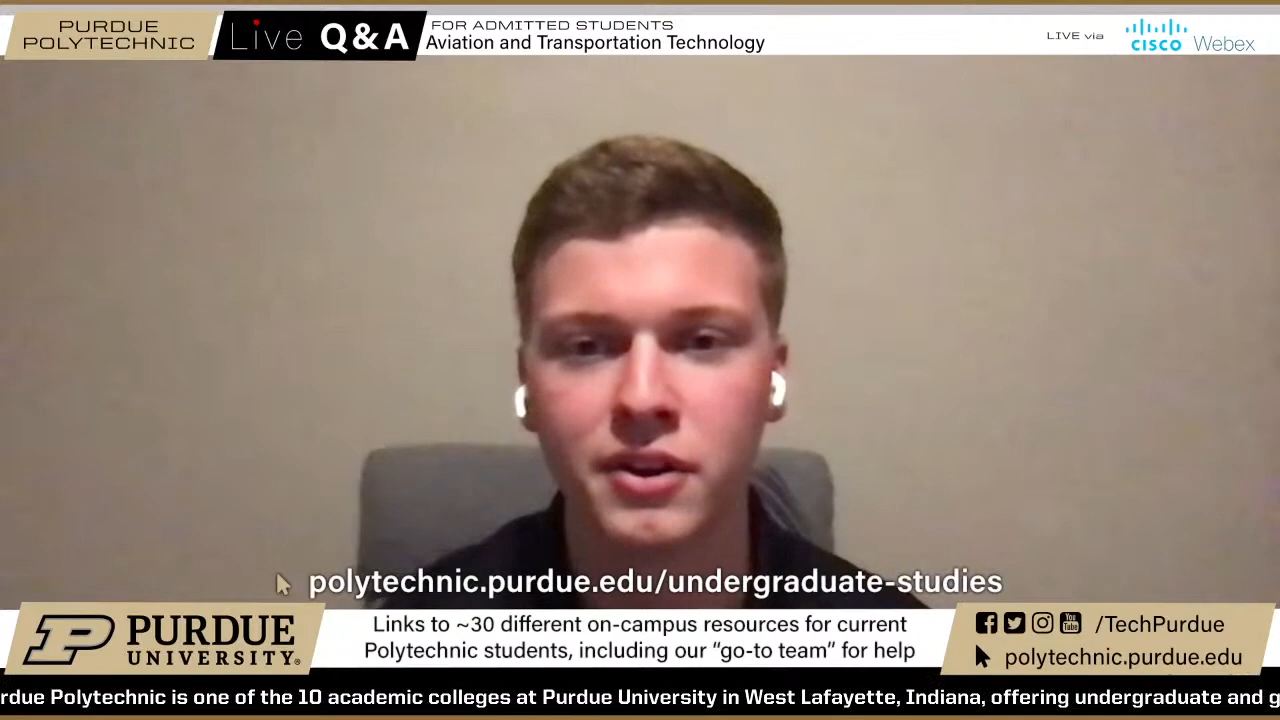 PURDUE
POLYTECHNIC
Live Q&A
FOR ADMITTED STUDENTS
Aviation and Transportation Technology
LIVE via
CISCO Webex
polytechnic.purdue.edu/undergraduate-studies
P PURDUE
UNIVERSITY®
Links to ~30 different on-campus resources for current
Polytechnic students, including our “go-to team” for help
You Tube /TechPurdue
polytechnic.purdue.edu
rdue Polytechnic is one of the 10 academic colleges at Purdue University in West Lafayette, Indiana, offering undergraduate and g